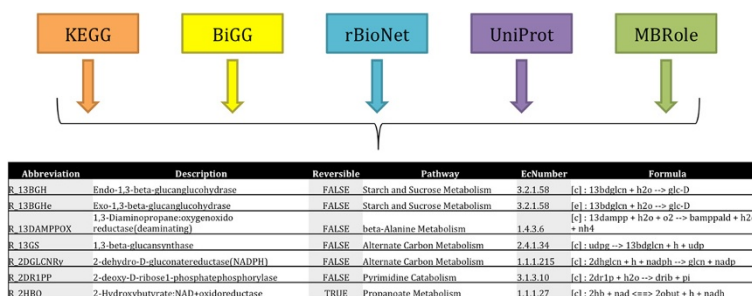 KEGG BiGG rBioNet UniProt MBRole
Abbreviation Description Reversible Pathway EcNumber Formula
R_13BGH Endo-1,3-beta-glucanglucohydrase FALSE Starch and Sucrose Metabolism 3.2.1.58 [c] : 13bdglcn + h2o --> glc-D
R_13BGHe Exo-1,3-beta-glucanglucohydrase FALSE Starch and Sucrose Metabolism 3.2.1.58 [e] : 13bdglcn + h2o --> glc-D
R_13DAMPPOX 1,3-Diaminopropane:oxygenoxido FALSE beta-Alanine Metabolism 1.4.3.6 [c] : 13dampp + h2o + o2 --> bamppald + h2o
reductase(deaminating) + nh4
R_13GS 1,3-beta-glucansynthase FALSE Alternate Carbon Metabolism 2.4.1.34 [c] : udpg --> 13bdglcn + h + udp
R_2DGLCNRy 2-dehydro-D-gluconatereductase(NADPH) FALSE Alternate Carbon Metabolism 1.1.1.215 [c] : 2dhglcn + h + nadph --> glcn + nadp
R_2DR1PP 2-deoxy-D-ribose1-phosphatephosphorylase FALSE Pyrimidine Catabolism 3.1.3.10 [c] : 2dr1p + h2o --> drib + pi
R_2HBO 2-Hydroxybutyrate:NAD+oxidoreductase TRUE Propanoate Metabolism 1.1.1.27 [c] : 2hb + nad <==> 2obut + h + nadh